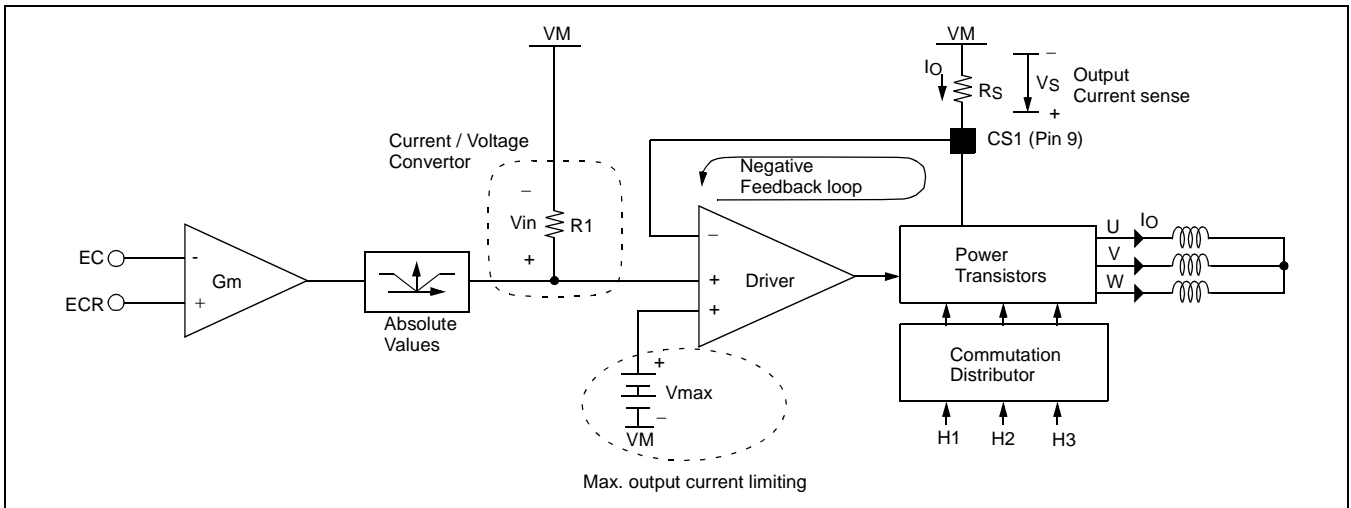 VM
VM
IO
RS
–
VS
+
Output
Current sense
CS1 (Pin 9)
Current / Voltage
Convertor
–
Vin
R1
+
Negative
Feedback loop
EC
ECR
-
+
Gm
Absolute
Values
–
+
+
Driver
Power
Transistors
U
IO
V
W
Commutation
Distributor
H1
H2
H3
+
Vmax
–
VM
Max. output current limiting